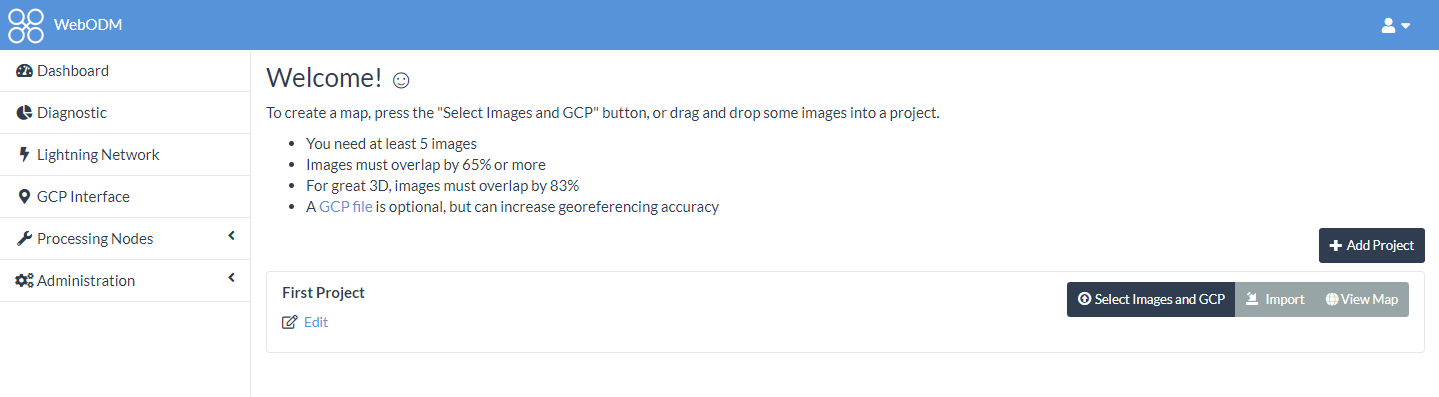 WebODM
Dashboard
Diagnostic
Lightning Network
GCP Interface
Processing Nodes
Administration
Welcome!
To create a map, press the "Select Images and GCP" button, or drag and drop some images into a project.
You need at least 5 images
Images must overlap by 65% or more
For great 3D, images must overlap by 83%
A GCP file is optional, but can increase georeferencing accuracy
Add Project
First Project
Select Images and GCP Import View Map
Edit